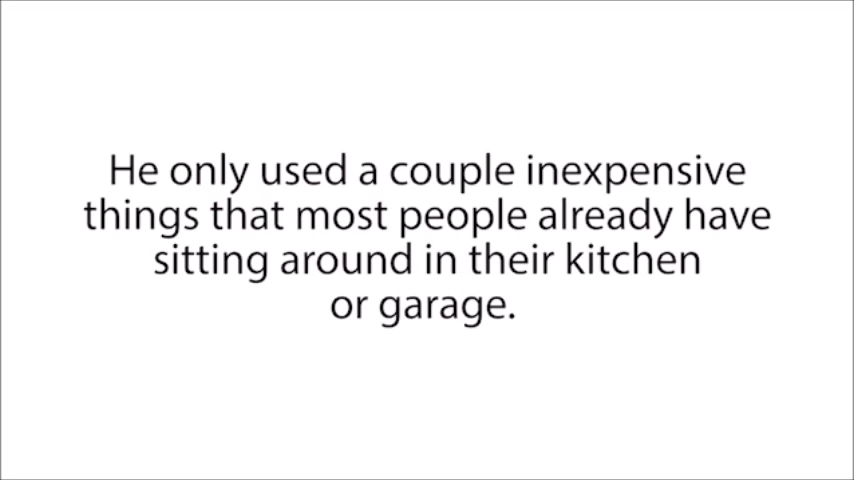 He only used a couple inexpensive
things that most people already have
sitting around in their kitchen
or garage.